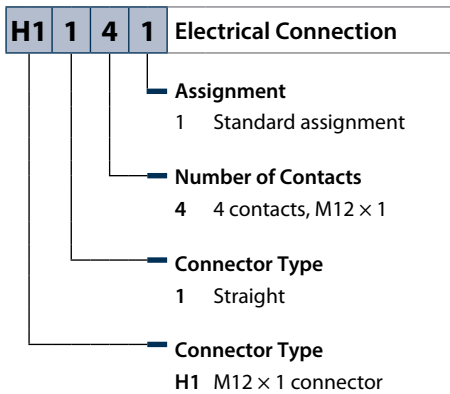 H1 1 4 1 Electrical Connection
Assignment
1 Standard assignment
Number of Contacts
4 4 contacts, M12 × 1
Connector Type
1 Straight
Connector Type
H1 M12 × 1 connector